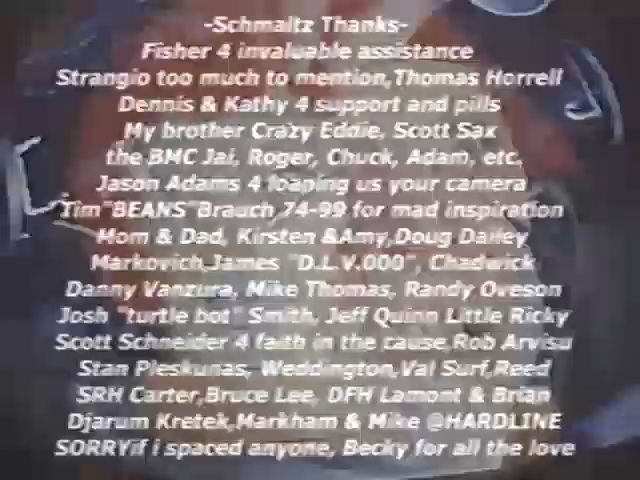 -Schmaltz Thanks-
Fisher 4 invaluable assistance
Strangio too much to mention,Thomas Horrell
Dennis & Kathy 4 support and pills
My brother Crazy Eddie, Scott Sax
the BMC Jai, Roger, Chuck, Adam, etc.
Jason Adams 4 loaping us your camera
Tim"BEANS"Brauch 74-99 for mad inspiration
Mom & Dad, Kirsten &Amy,Doug Dailey
Markovich,James "D.L.V.000", Chadwick
Danny Vanzura, Mike Thomas, Randy Oveson
Josh "turtle bot" Smith, Jeff Quinn Little Ricky
Scott Schneider 4 faith in the cause,Rob Arvisu
Stan Pleskunas, Weddington,Val Surf,Reed
SRH Carter,Bruce Lee, DFH Lamont & Brian
Djarum Kretek,Markham & Mike @HARDLINE
SORRYif i spaced anyone, Becky for all the love